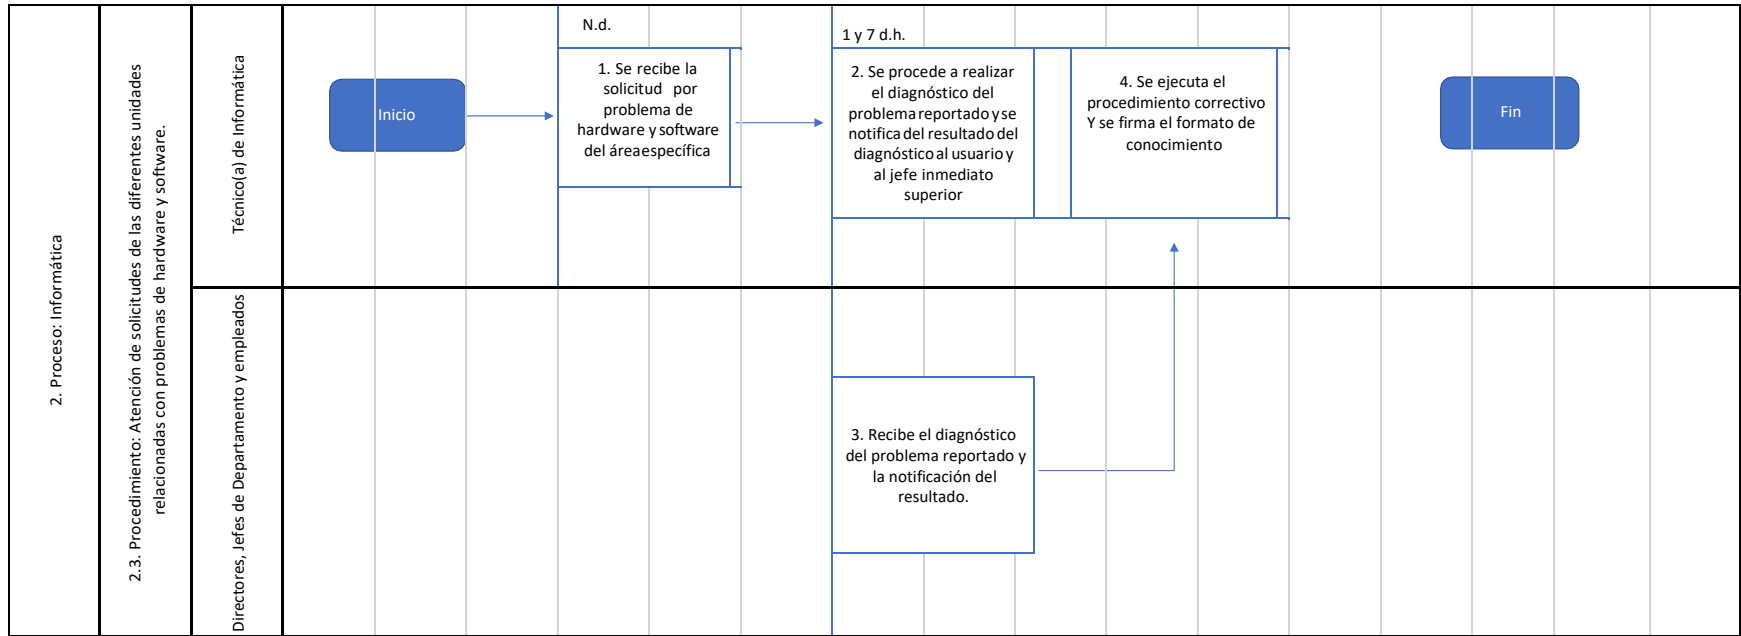 2. Proceso: Informática
2.3. Procedimiento: Atención de solicitudes de las diferentes unidades
relacionadas con problemas de hardware y software.
Técnico(a) de Informática
Inicio
N.d.
1. Se recibe la
solicitud por
problema de
hardware y software
del áreaespecífica
1 y 7 d.h.
2. Se procede a realizar
el diagnóstico del
problema reportado y se
notifica del resultado del
diagnóstico al usuario y
al jefe inmediato
superior
4. Se ejecuta el
procedimiento correctivo
Y se firma el formato de
conocimiento
Fin
Directores, Jefes de Departamento y empleados
3. Recibe el diagnóstico
del problema reportado y
la notificación del
resultado.